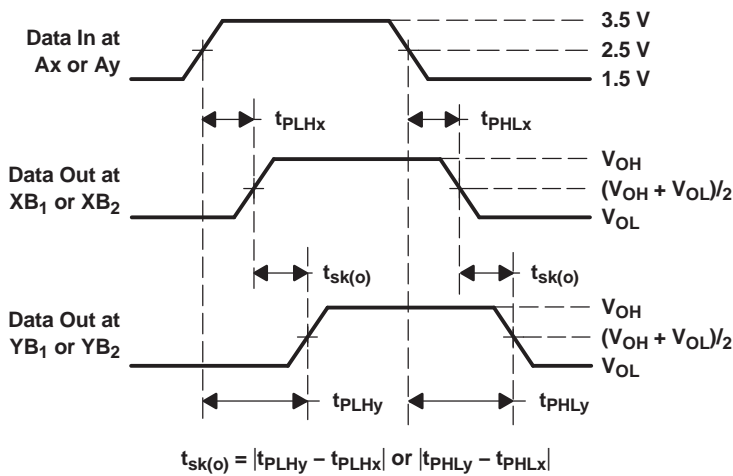 Data In at
Ax or Ay
3.5 V
2.5 V
1.5 V
tPLHx
tPHLx
Data Out at
XB1 or XB2
VOH
(VOH + VOL)/2
VOL
tsk(o)
tsk(o)
Data Out at
YB1 or YB2
VOH
(VOH + VOL)/2
VOL
tPLHy
tPHLy
tsk(o) = |tPLHy – tPLHx| or |tPHLy – tPHLx|